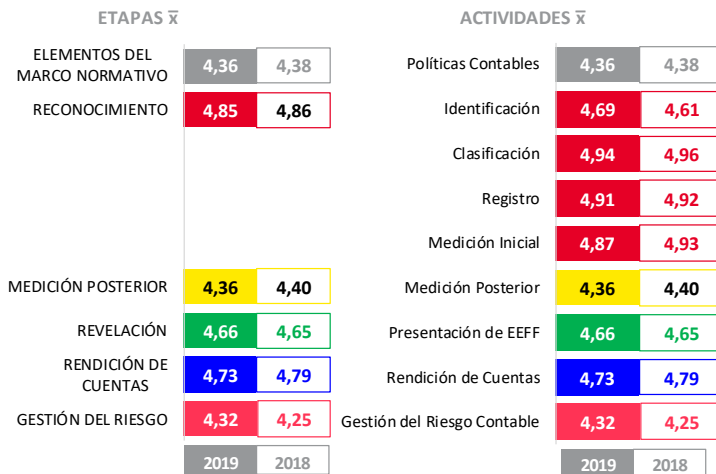 ETAPAS x̅
ELEMENTOS DEL
MARCO NORMATIVO
4,36 4,38
RECONOCIMIENTO 4,85 4,86
MEDICIÓN POSTERIOR 4,36 4,40
REVELACIÓN 4,66 4,65
RENDICIÓN DE
CUENTAS
4,73 4,79
GESTIÓN DEL RIESGO 4,32 4,25
2019 2018
ACTIVIDADES x̅
Políticas Contables 4,36 4,38
Identificación 4,69 4,61
Clasificación 4,94 4,96
Registro 4,91 4,92
Medición Inicial 4,87 4,93
Medición Posterior 4,36 4,40
Presentación de EEFF 4,66 4,65
Rendición de Cuentas 4,73 4,79
Gestión del Riesgo Contable 4,32 4,25
2019 2018